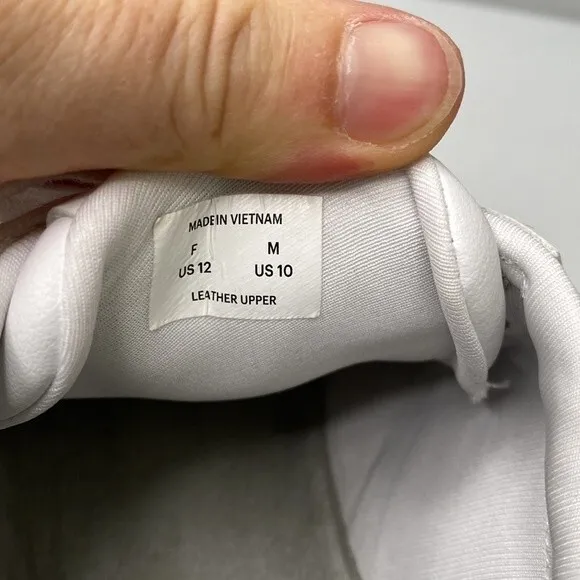 MADE IN VIETNAM
F M
US 12 US 10
LEATHER UPPER